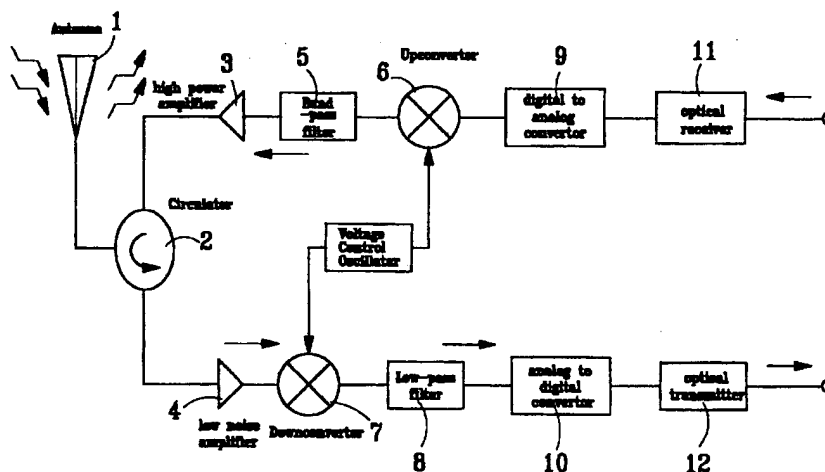 Antenna
1
high power
amplifier
3
5
Band
-pass
filter
Upconverter
6
9
digital to
analog
convertor
11
optical
receiver
Circulator
2
Voltage
Control
Oscillator
4
low noise
amplifier
Downconverter
7
Low-pass
filter
8
analog to
digital
convertor
10
optical
transmitter
12